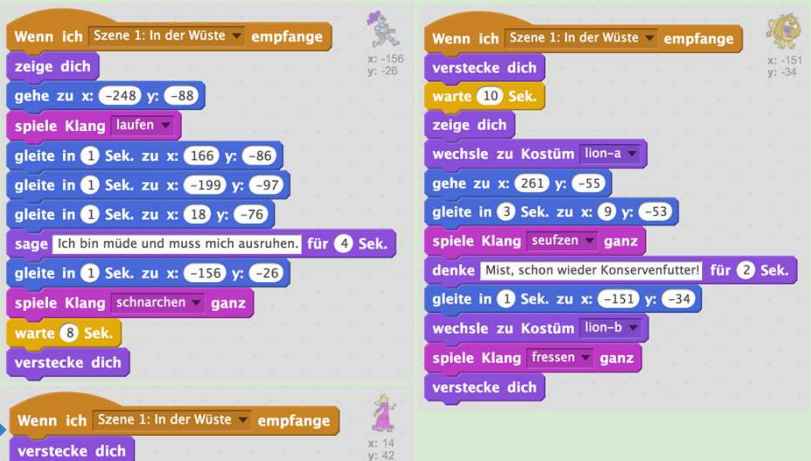 Wenn ich Szene 1: In der Wüste empfange
zeige dich
gehe zu x: -248 y: -88
spiele Klang laufen
gleite in 1 Sek. zu x: 166 y: -86
gleite in 1 Sek. zu x: -199 y: -97
gleite in 1 Sek. zu x: 18 y: -76
sage Ich bin müde und muss mich ausruhen. für 4 Sek.
gleite in 1 Sek. zu x: -156 y: -26
spiele Klang schnarchen ganz
warte 8 Sek.
verstecke dich
x: -156
y: -26
Wenn ich Szene 1: In der Wüste empfange
verstecke dich
x: 14
y: 42
Wenn ich Szene 1: In der Wüste empfange
verstecke dich
warte 10 Sek.
zeige dich
wechsle zu Kostüm lion-a
gehe zu x: 261 y: -55
gleite in 3 Sek. zu x: 9 y: -53
spiele Klang seufzen ganz
denke Mist, schon wieder Konservenfutter! für 2 Sek.
gleite in 1 Sek. zu x: -151 y: -34
wechsle zu Kostüm lion-b
spiele Klang fressen ganz
verstecke dich
x: -151
y: -34